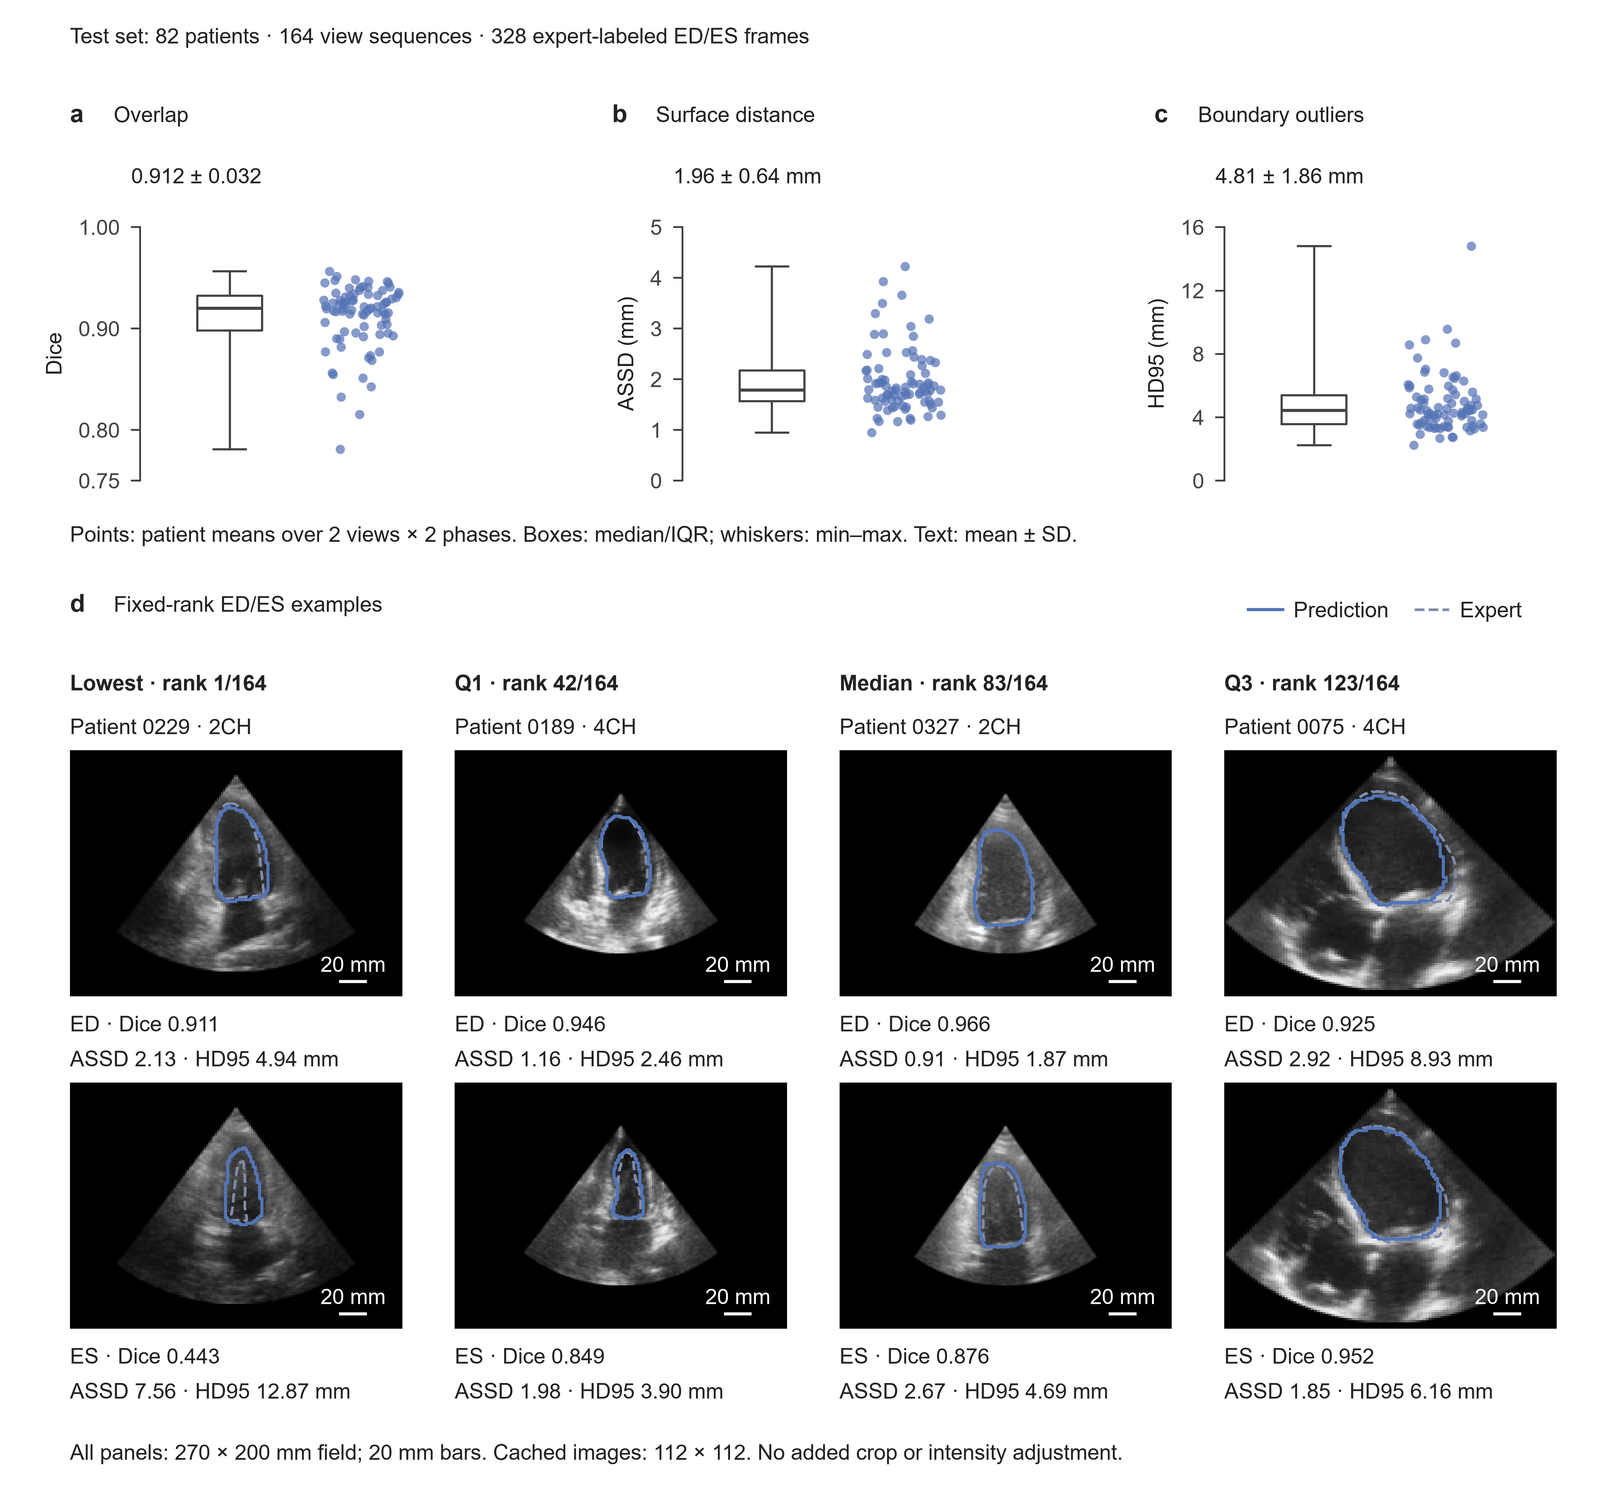 Test set: 82 patients · 164 view sequences · 328 expert-labeled ED/ES frames
a Overlap
b Surface distance
c Boundary outliers
0.912 ± 0.032
1.96 ± 0.64 mm
4.81 ± 1.86 mm
Dice
1.00
0.90
0.80
0.75
ASSD (mm)
5
4
3
2
1
0
HD95 (mm)
16
12
8
4
0
Points: patient means over 2 views × 2 phases. Boxes: median/IQR; whiskers: min–max. Text: mean ± SD.
d Fixed-rank ED/ES examples
Prediction
Expert
Lowest · rank 1/164
Q1 · rank 42/164
Median · rank 83/164
Q3 · rank 123/164
Patient 0229 · 2CH
Patient 0189 · 4CH
Patient 0327 · 2CH
Patient 0075 · 4CH
20 mm
20 mm
20 mm
20 mm
ED · Dice 0.911
ED · Dice 0.946
ED · Dice 0.966
ED · Dice 0.925
ASSD 2.13 · HD95 4.94 mm
ASSD 1.16 · HD95 2.46 mm
ASSD 0.91 · HD95 1.87 mm
ASSD 2.92 · HD95 8.93 mm
20 mm
20 mm
20 mm
20 mm
ES · Dice 0.443
ES · Dice 0.849
ES · Dice 0.876
ES · Dice 0.952
ASSD 7.56 · HD95 12.87 mm
ASSD 1.98 · HD95 3.90 mm
ASSD 2.67 · HD95 4.69 mm
ASSD 1.85 · HD95 6.16 mm
All panels: 270 × 200 mm field; 20 mm bars. Cached images: 112 × 112. No added crop or intensity adjustment.